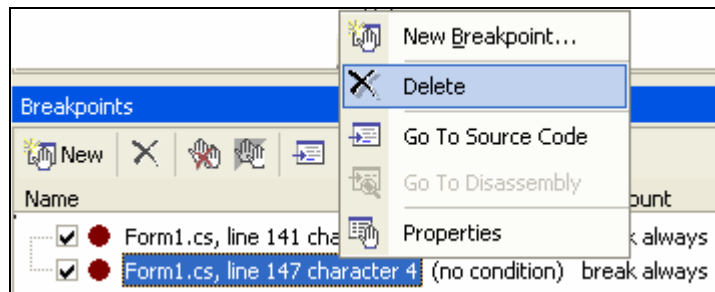 New Breakpoint...
Delete
Breakpoints
New
Go To Source Code
Go To Disassembly
Name
Properties
Form1.cs, line 141
always
Form1.cs, line 147 character 4 (no condition) break always